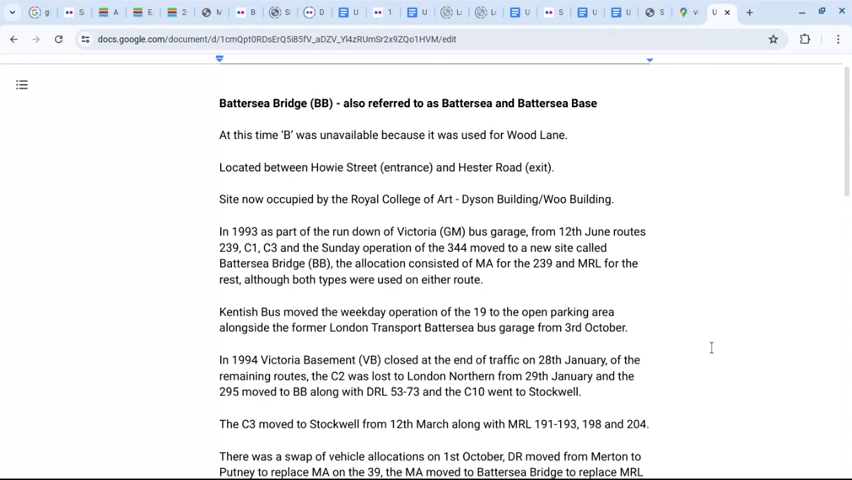 docs.google.com/document/d/1cmQpt0RDsErQ5i85fV_aDZV_Yl4zRUmSr2x9ZQo1HVM/edit
Battersea Bridge (BB) - also referred to as Battersea and Battersea Base
At this time 'B' was unavailable because it was used for Wood Lane.
Located between Howie Street (entrance) and Hester Road (exit).
Site now occupied by the Royal College of Art - Dyson Building/Woo Building.
In 1993 as part of the run down of Victoria (GM) bus garage, from 12th June routes
239, C1, C3 and the Sunday operation of the 344 moved to a new site called
Battersea Bridge (BB), the allocation consisted of MA for the 239 and MRL for the
rest, although both types were used on either route.
Kentish Bus moved the weekday operation of the 19 to the open parking area
alongside the former London Transport Battersea bus garage from 3rd October.
In 1994 Victoria Basement (VB) closed at the end of traffic on 28th January, of the
remaining routes, the C2 was lost to London Northern from 29th January and the
295 moved to BB along with DRL 53-73 and the C10 went to Stockwell.
The C3 moved to Stockwell from 12th March along with MRL 191-193, 198 and 204.
There was a swap of vehicle allocations on 1st October, DR moved from Merton to
Putney to replace MA on the 39, the MA moved to Battersea Bridge to replace MRL